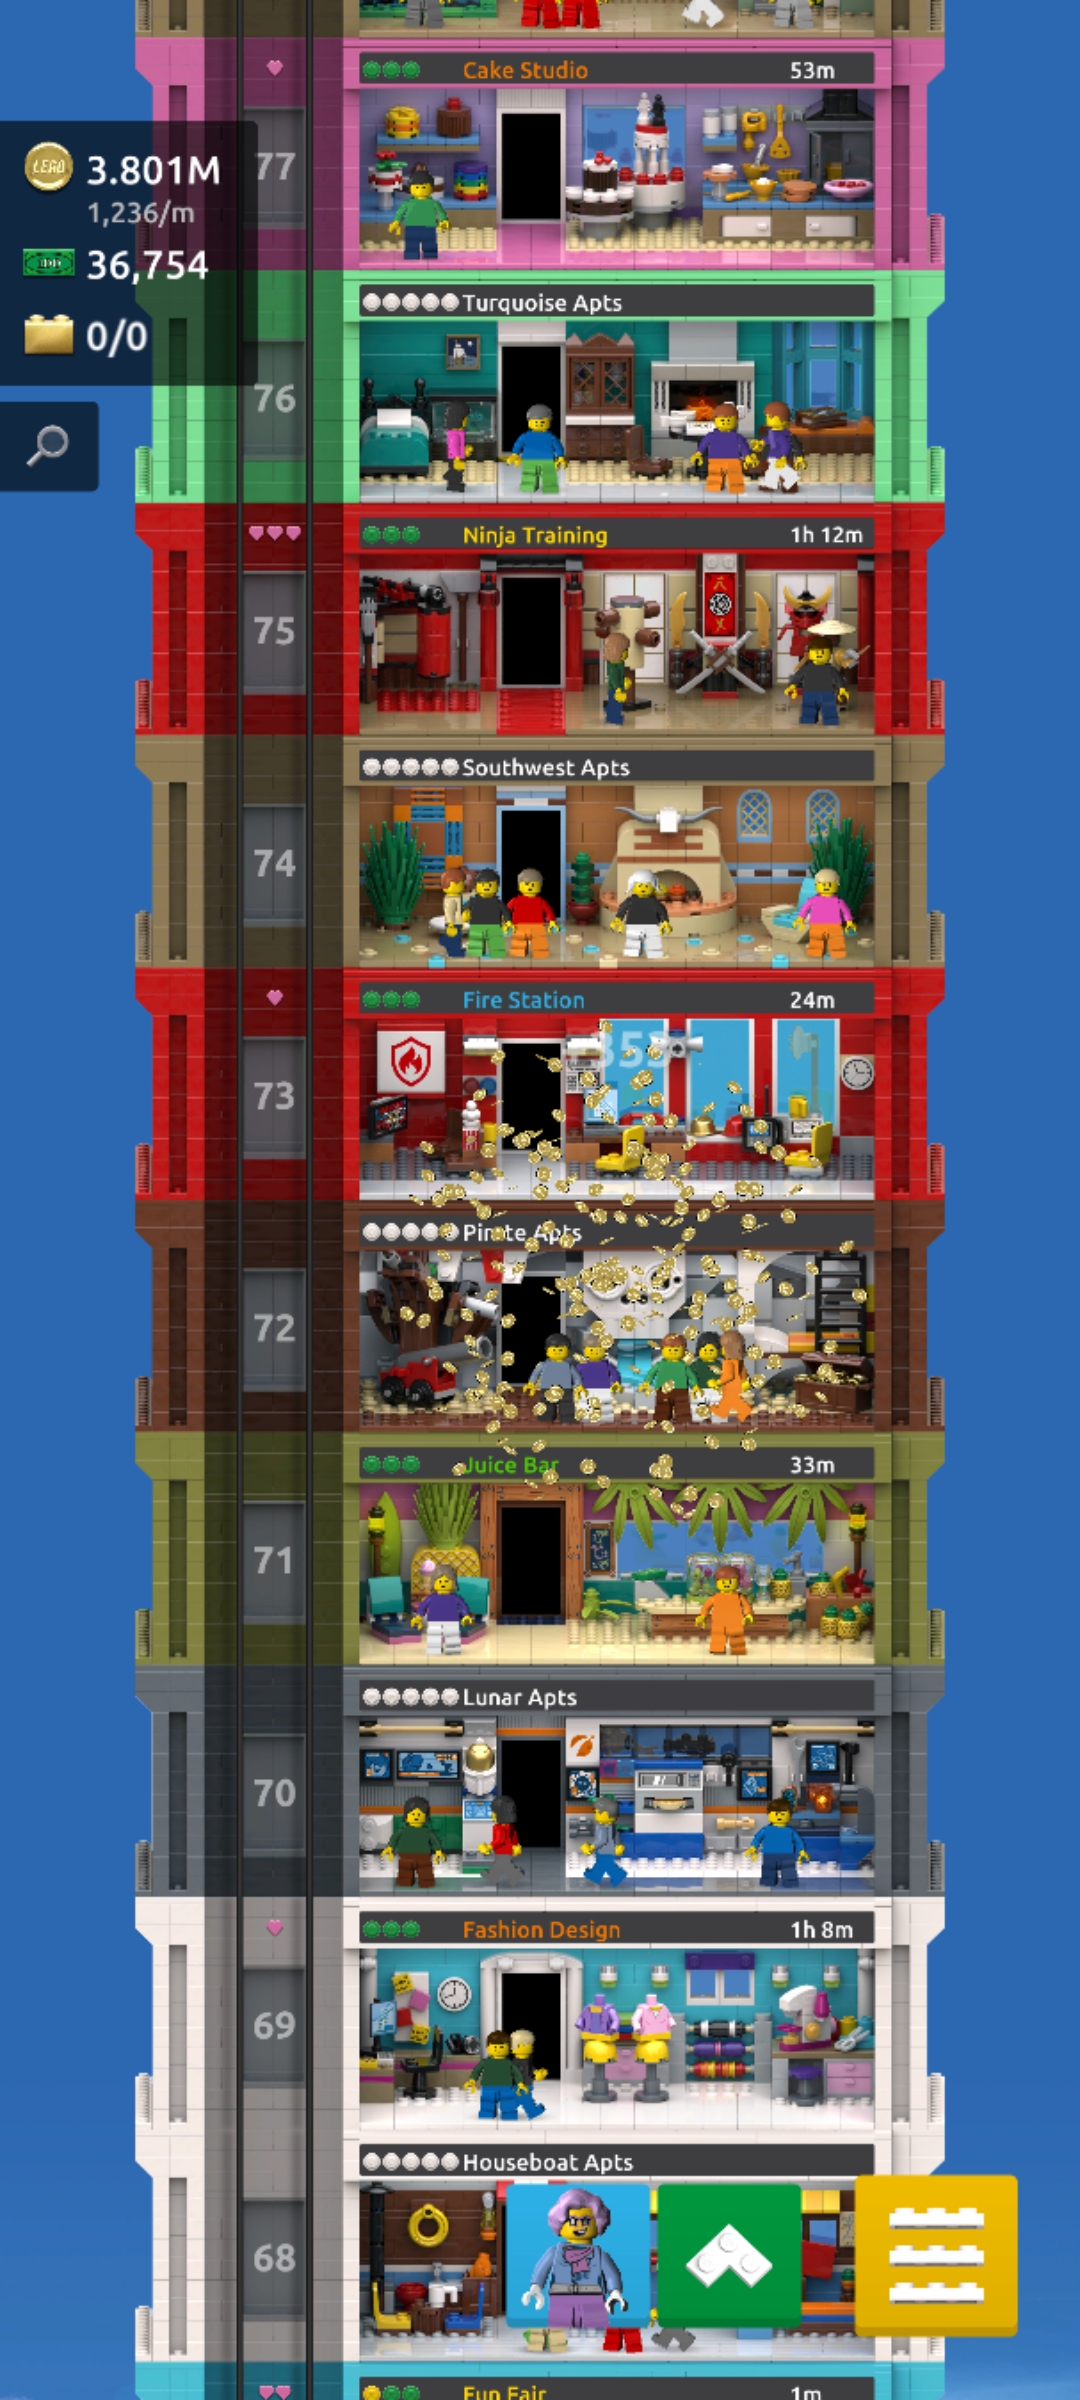 Cake Studio 53m
LEGO 3.801M
77
1,236/m
36,754
0/0
Turquoise Apts
76
Ninja Training 1h 12m
75
Southwest Apts
74
Fire Station 24m
73
Pirate Apts
72
Juice Bar 33m
71
Lunar Apts
70
Fashion Design 1h 8m
69
Houseboat Apts
68
Fun Fair 1m